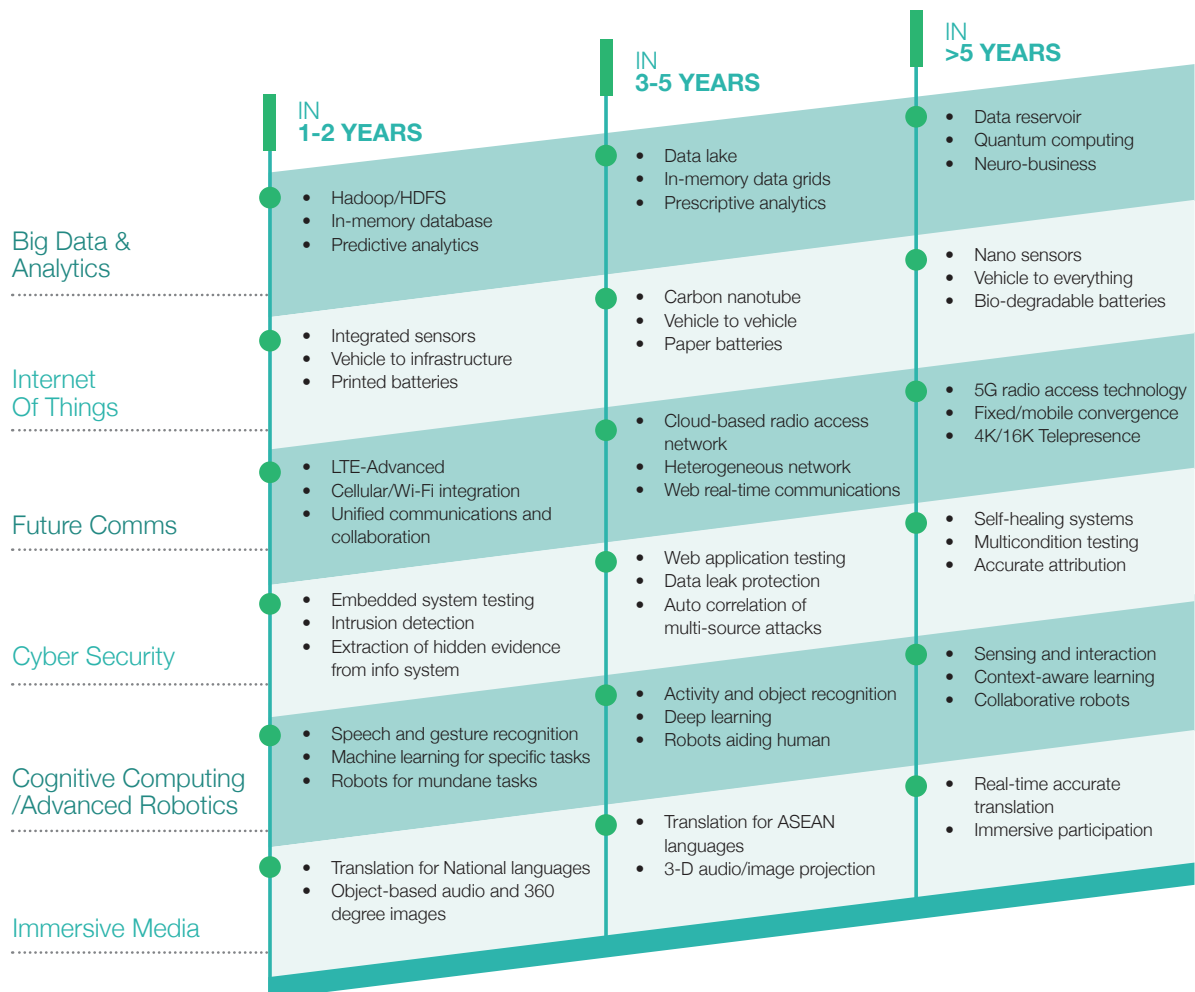 IN
1-2 YEARS
IN
3-5 YEARS
IN
>5 YEARS
Big Data &
Analytics
• Hadoop/HDFS
• In-memory database
• Predictive analytics
• Data lake
• In-memory data grids
• Prescriptive analytics
• Data reservoir
• Quantum computing
• Neuro-business
Internet
Of Things
• Integrated sensors
• Vehicle to infrastructure
• Printed batteries
• Carbon nanotube
• Vehicle to vehicle
• Paper batteries
• Nano sensors
• Vehicle to everything
• Bio-degradable batteries
Future Comms
• LTE-Advanced
• Cellular/Wi-Fi integration
• Unified communications and
collaboration
• Cloud-based radio access
network
• Heterogeneous network
• Web real-time communications
• 5G radio access technology
• Fixed/mobile convergence
• 4K/16K Telepresence
Cyber Security
• Embedded system testing
• Intrusion detection
• Extraction of hidden evidence
from info system
• Web application testing
• Data leak protection
• Auto correlation of
multi-source attacks
• Self-healing systems
• Multicondition testing
• Accurate attribution
Cognitive Computing
/Advanced Robotics
• Speech and gesture recognition
• Machine learning for specific tasks
• Robots for mundane tasks
• Activity and object recognition
• Deep learning
• Robots aiding human
• Sensing and interaction
• Context-aware learning
• Collaborative robots
Immersive Media
• Translation for National languages
• Object-based audio and 360
degree images
• Translation for ASEAN
languages
• 3-D audio/image projection
• Real-time accurate
translation
• Immersive participation